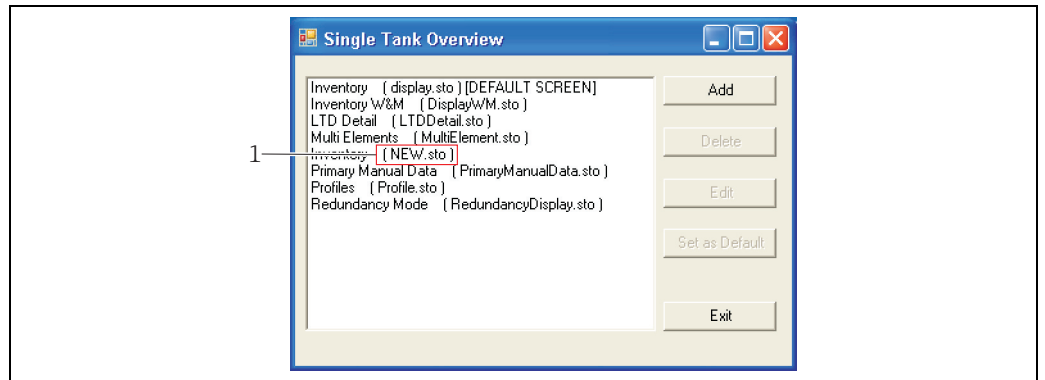 Single Tank Overview
Inventory ( display.sto ) [DEFAULT SCREEN]
Inventory W&M ( DisplayWM.sto )
LTD Detail ( LTDDetail.sto )
Multi Elements ( MultiElement.sto )
1
Inventory ( NEW.sto )
Primary Manual Data ( PrimaryManualData.sto )
Profiles ( Profile.sto )
Redundancy Mode ( RedundancyDisplay.sto )
Add
Delete
Edit
Set as Default
Exit